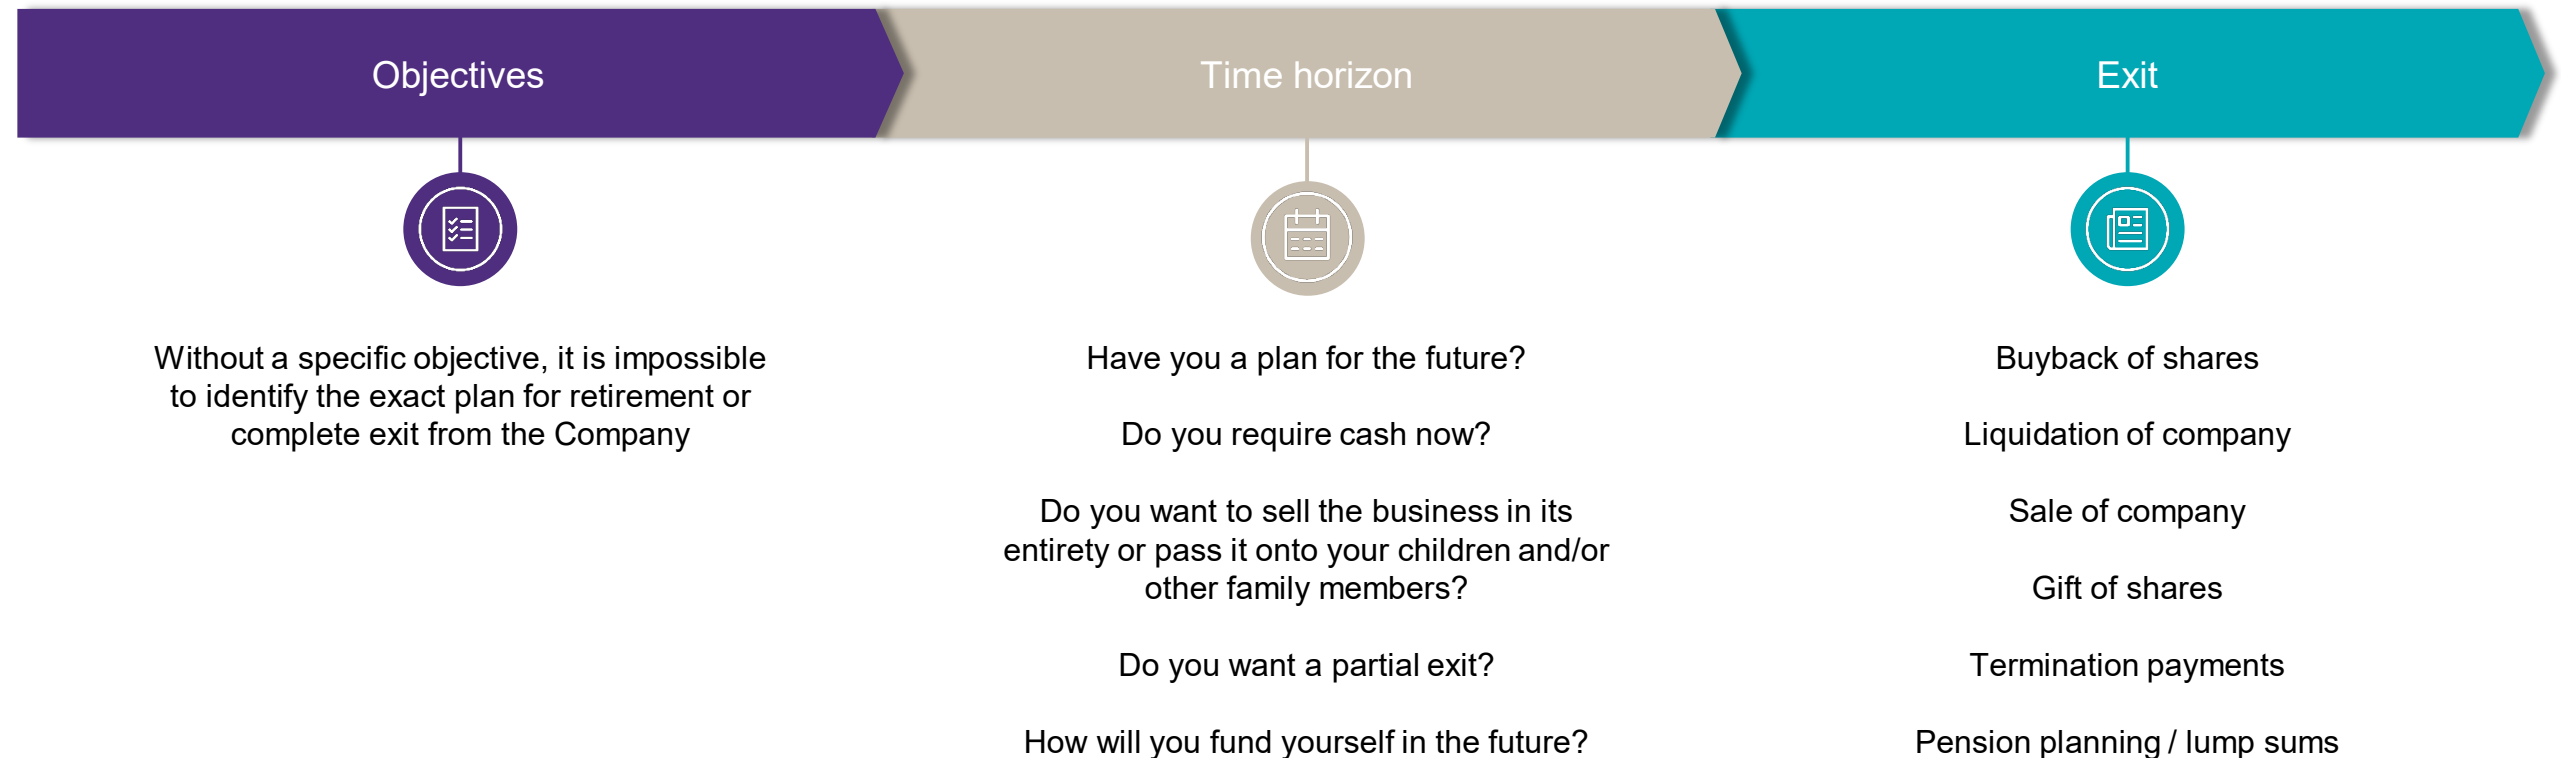 Objectives
Time horizon
Exit
Without a specific objective, it is impossible
to identify the exact plan for retirement or
complete exit from the Company
Have you a plan for the future?
Do you require cash now?
Do you want to sell the business in its
entirety or pass it onto your children and/or
other family members?
Do you want a partial exit?
How will you fund yourself in the future?
Buyback of shares
Liquidation of company
Sale of company
Gift of shares
Termination payments
Pension planning / lump sums